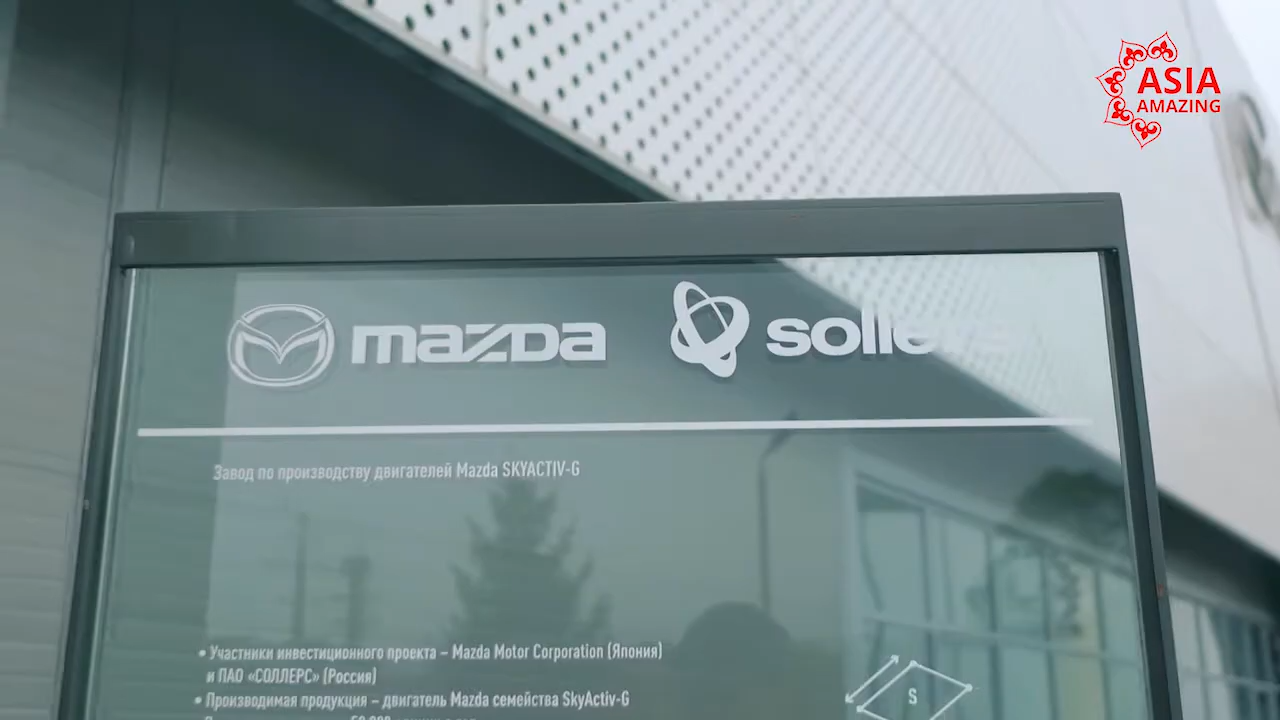 ASIA
AMAZING
mazda
solle
Завод по производству двигателей Mazda SKYACTIV-G
• Участники инвестиционного проекта – Mazda Motor Corporation (Япония)
и ПАО «СОЛЛЕРС» (Россия)
• Производимая продукция – двигатель Mazda семейства SkyActiv-G
S